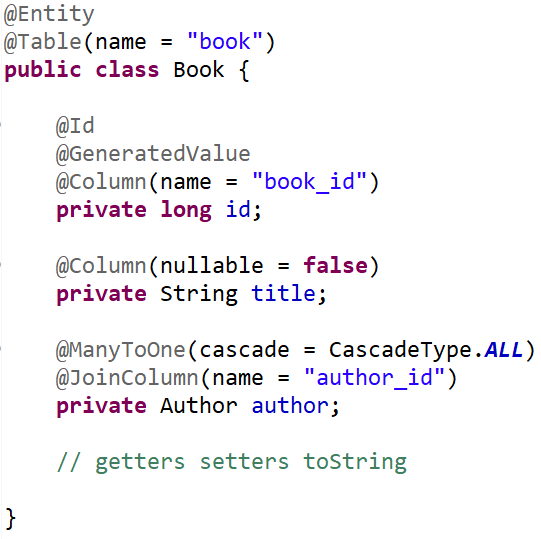 @Entity
@Table(name = "book")
public class Book {
@Id
@GeneratedValue
@Column(name = "book_id")
private long id;
@Column(nullable = false)
private String title;
@ManyToOne(cascade = CascadeType.ALL)
@JoinColumn(name = "author_id")
private Author author;
// getters setters toString
}